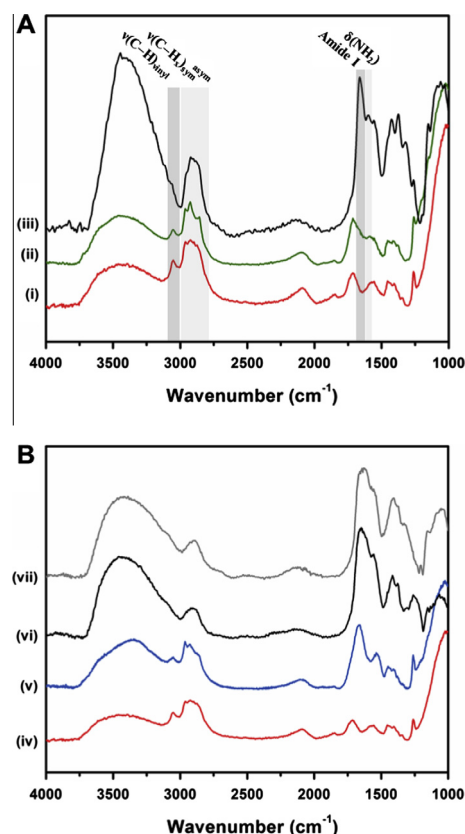 A
ν(C–H)vinyl
ν(C–Hx)sym asym
δ(NH2)
Amide I
(iii)
(ii)
(i)
4000 3500 3000 2500 2000 1500 1000
Wavenumber (cm-1)
B
(vii)
(vi)
(v)
(iv)
4000 3500 3000 2500 2000 1500 1000
Wavenumber (cm-1)